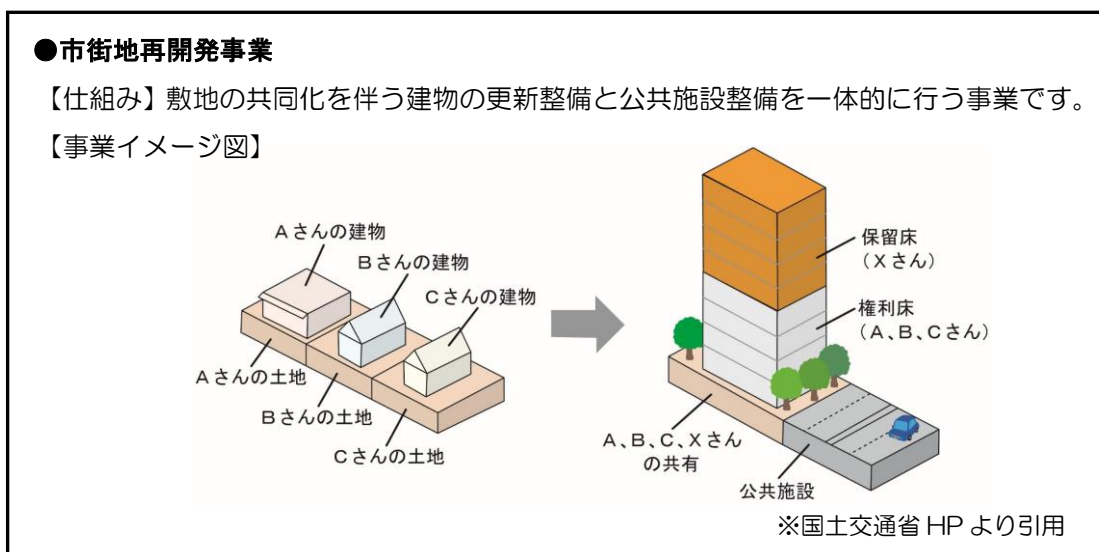 ●市街地再開発事業
【仕組み】敷地の共同化を伴う建物の更新整備と公共施設整備を一体的に行う事業です。
【事業イメージ図】
Aさんの建物
Bさんの建物
Cさんの建物
Aさんの土地
Bさんの土地
Cさんの土地
保留床
（Xさん）
権利床
（A、B、Cさん）
A、B、C、Xさん
の共有
公共施設
※国土交通省 HP より引用